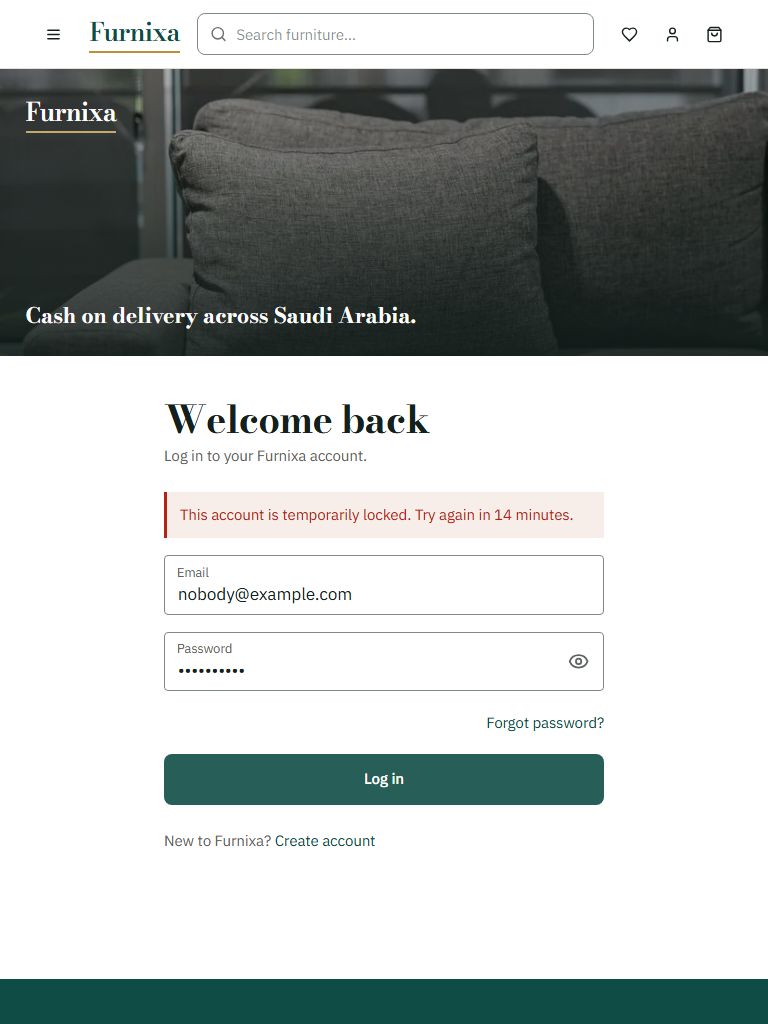 Furnixa
Search furniture...
Furnixa
Cash on delivery across Saudi Arabia.
Welcome back
Log in to your Furnixa account.
This account is temporarily locked. Try again in 14 minutes.
Email
nobody@example.com
Password
••••••••••
Forgot password?
Log in
New to Furnixa? Create account